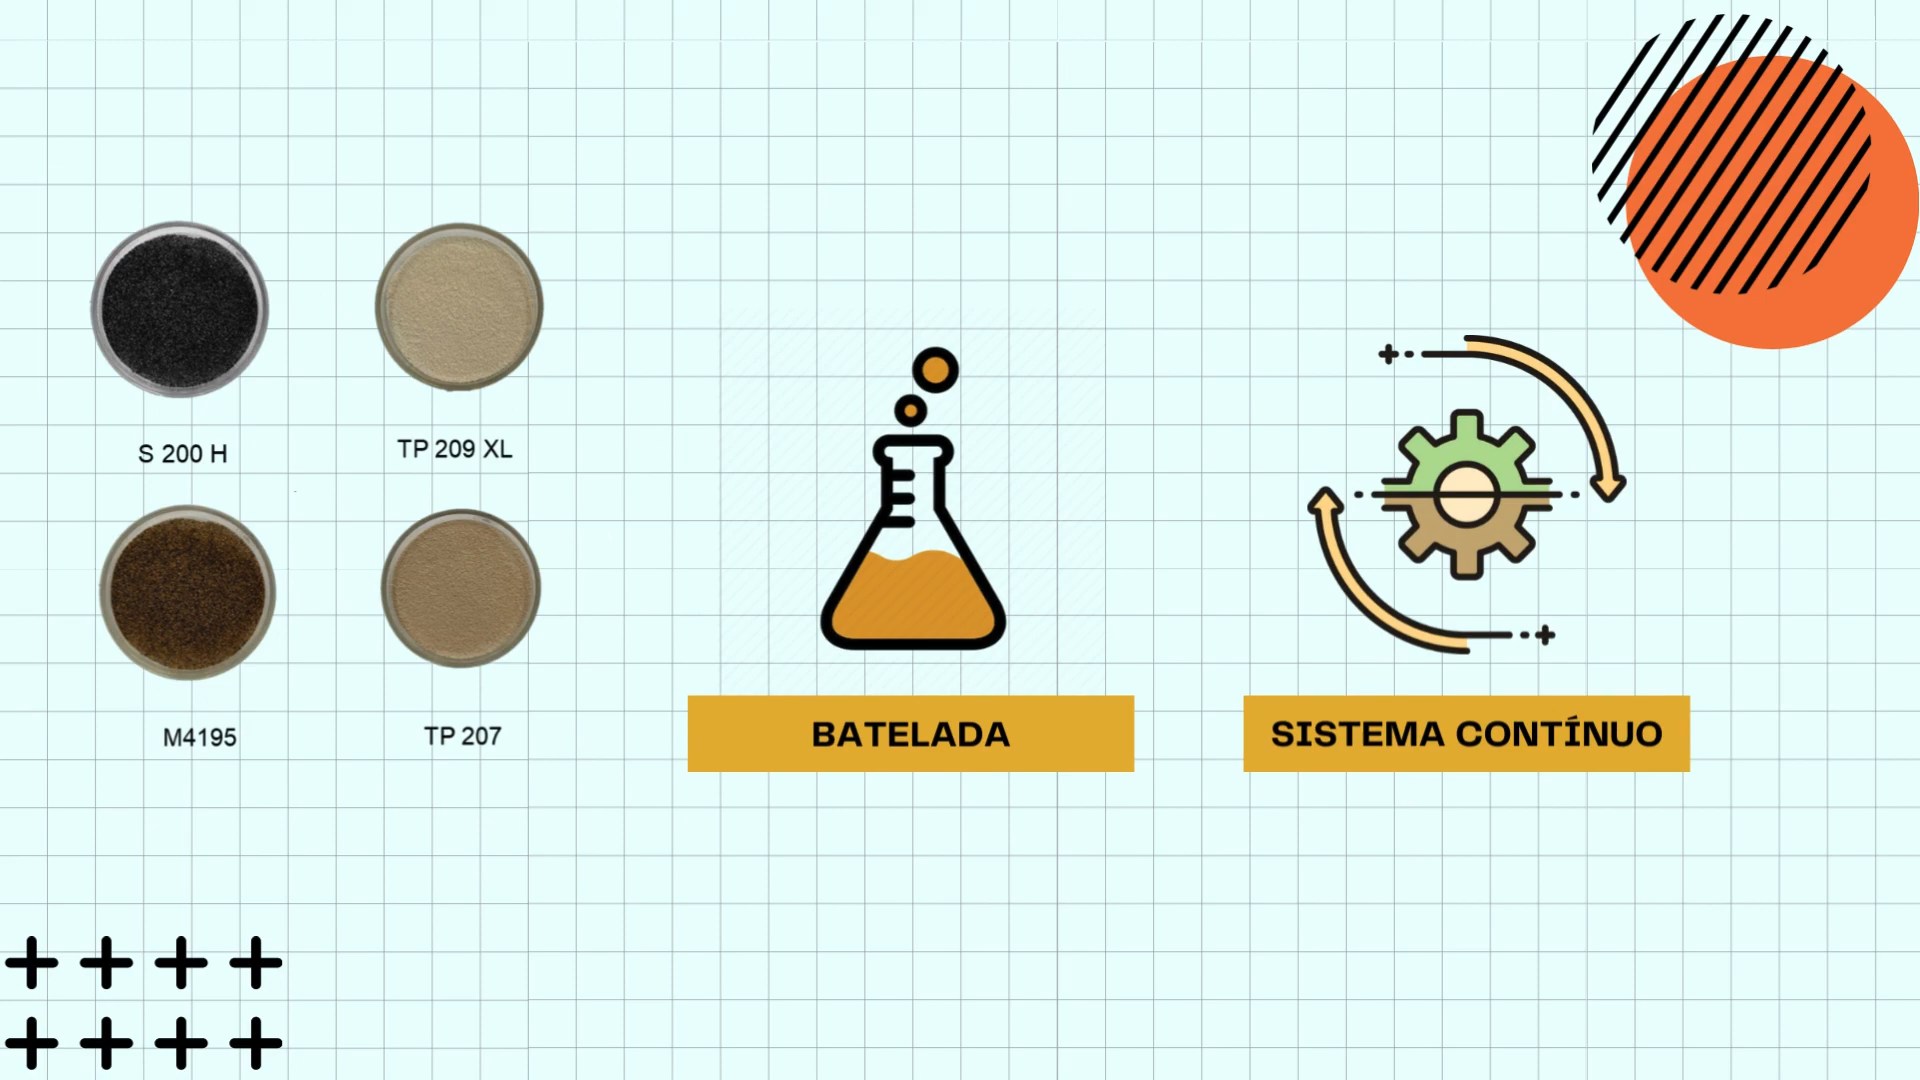 S 200 H
TP 209 XL
M4195
TP 207
BATELADA
SISTEMA CONTÍNUO